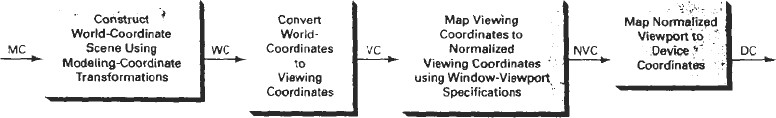 MC
Construct
World-Coordinate
Scene Using
Modeling-Coordinate
Transformations
WC
Convert
World-
Coordinates
to
Viewing
Coordinates
VC
Map Viewing
Coordinates to
Normalized
Viewing Coordinates
using Window-Viewport
Specifications
NVC
Map Normalized
Viewport to
Device
Coordinates
DC